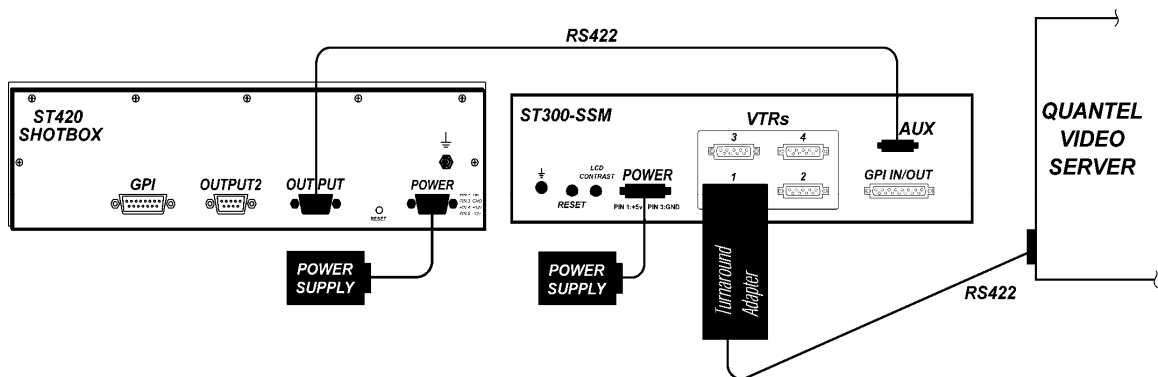 RS422
ST420
SHOTBOX
GPI
OUTPUT2
OUTPUT
POWER
RESET
POWER
SUPPLY
ST300-SSM
VTRs
3
4
1
2
AUX
GPI IN/OUT
LCD
CONTRAST
RESET
POWER
PIN 1:+5v PIN 3:GND
POWER
SUPPLY
Turnaround
Adapter
RS422
QUANTEL
VIDEO
SERVER